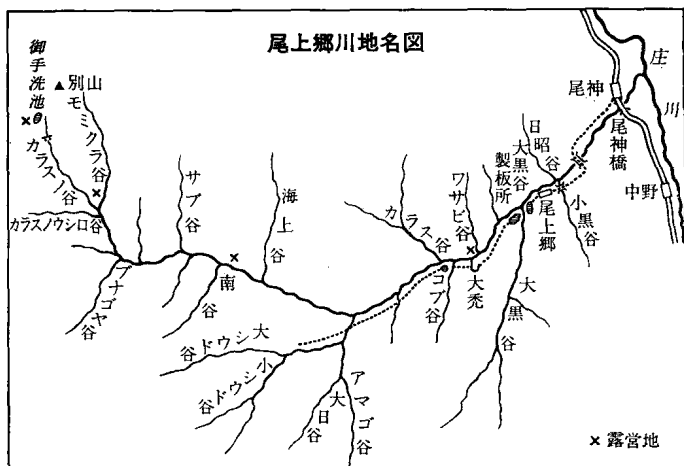 尾上郷川地名図
御手洗池
別山
モミクラ谷
カラスノ谷
カラスノウシロ谷
ブナゴヤ谷
サブ谷
南谷
海上谷
大ドウシ谷
小ドウシ谷
大日谷
アマゴ谷
カラス谷
コブ谷
ワサビ谷
大禿
製板所
大黒谷
大黒谷
日昭谷
尾上郷
小黒谷
尾神
尾神橋
庄川
中野
×露営地